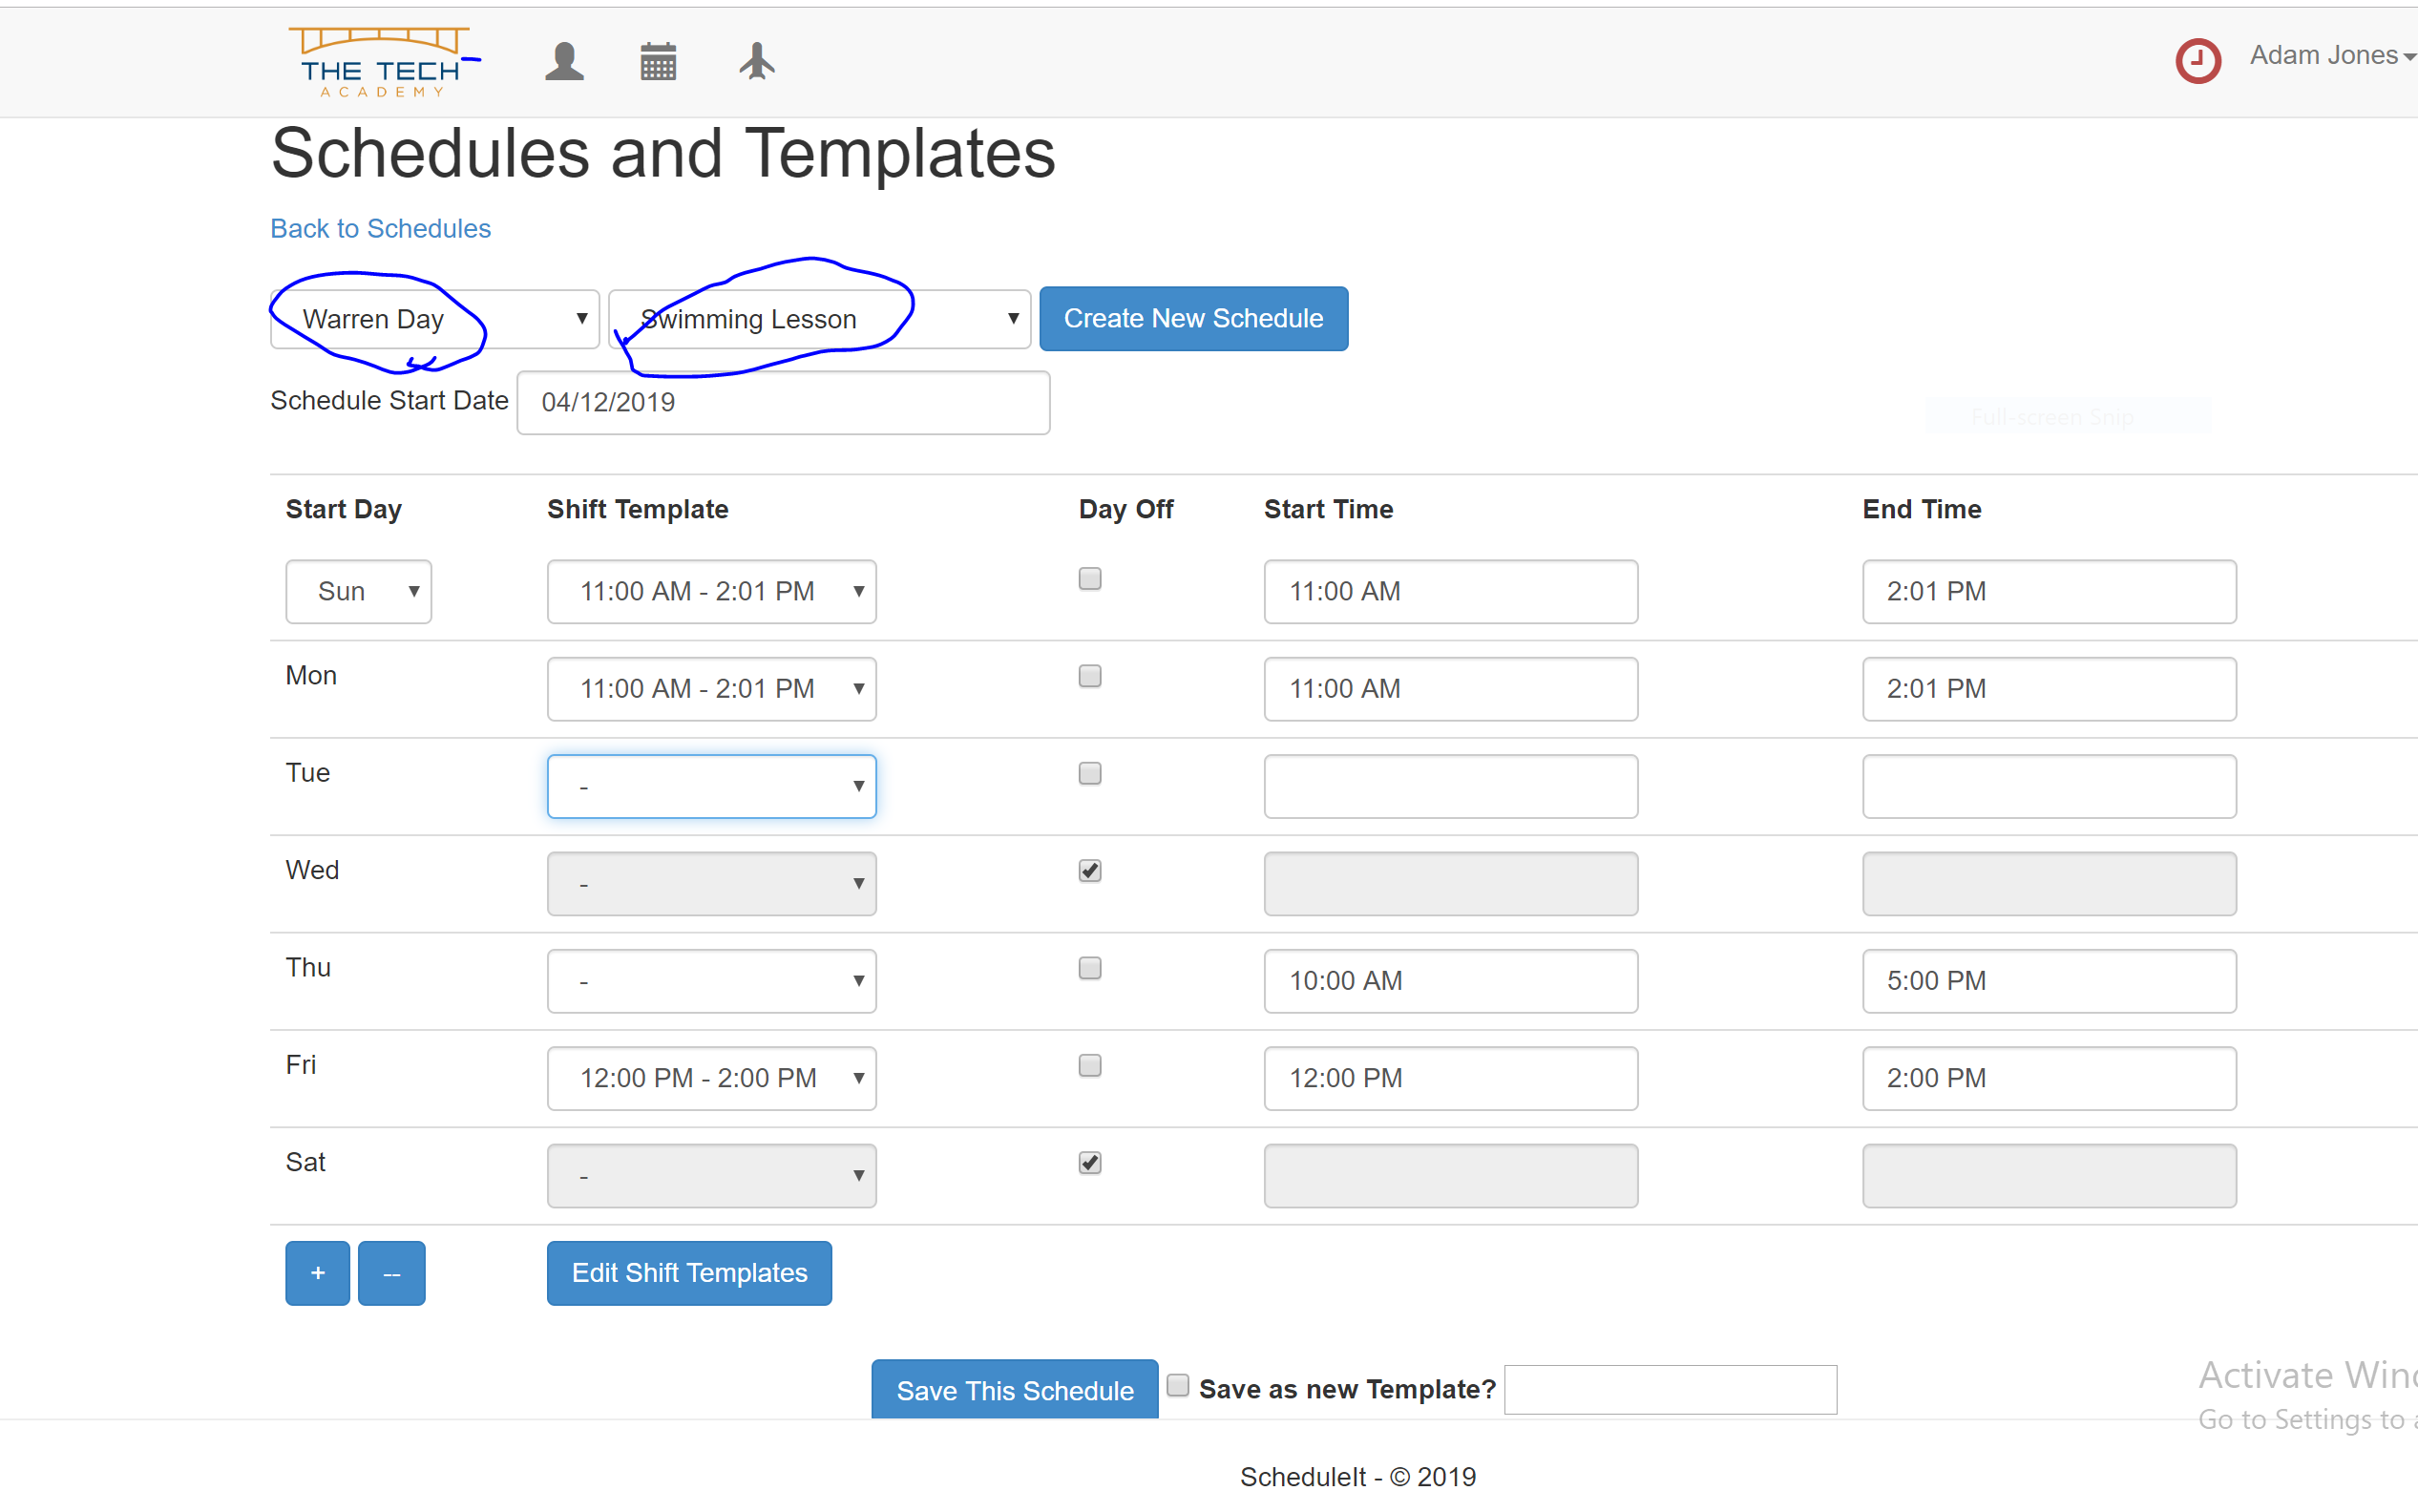 THE TECH
ACADEMY
Adam Jones
Schedules and Templates
Back to Schedules
Warren Day Swimming Lesson Create New Schedule
Schedule Start Date 04/12/2019
Full-screen Snip
Start Day Shift Template Day Off Start Time End Time
Sun 11:00 AM - 2:01 PM 11:00 AM 2:01 PM
Mon 11:00 AM - 2:01 PM 11:00 AM 2:01 PM
Tue -
Wed -
Thu - 10:00 AM 5:00 PM
Fri 12:00 PM - 2:00 PM 12:00 PM 2:00 PM
Sat -
+ -- Edit Shift Templates
Save This Schedule Save as new Template?
Activate Win
Go to Settings to
ScheduleIt - © 2019